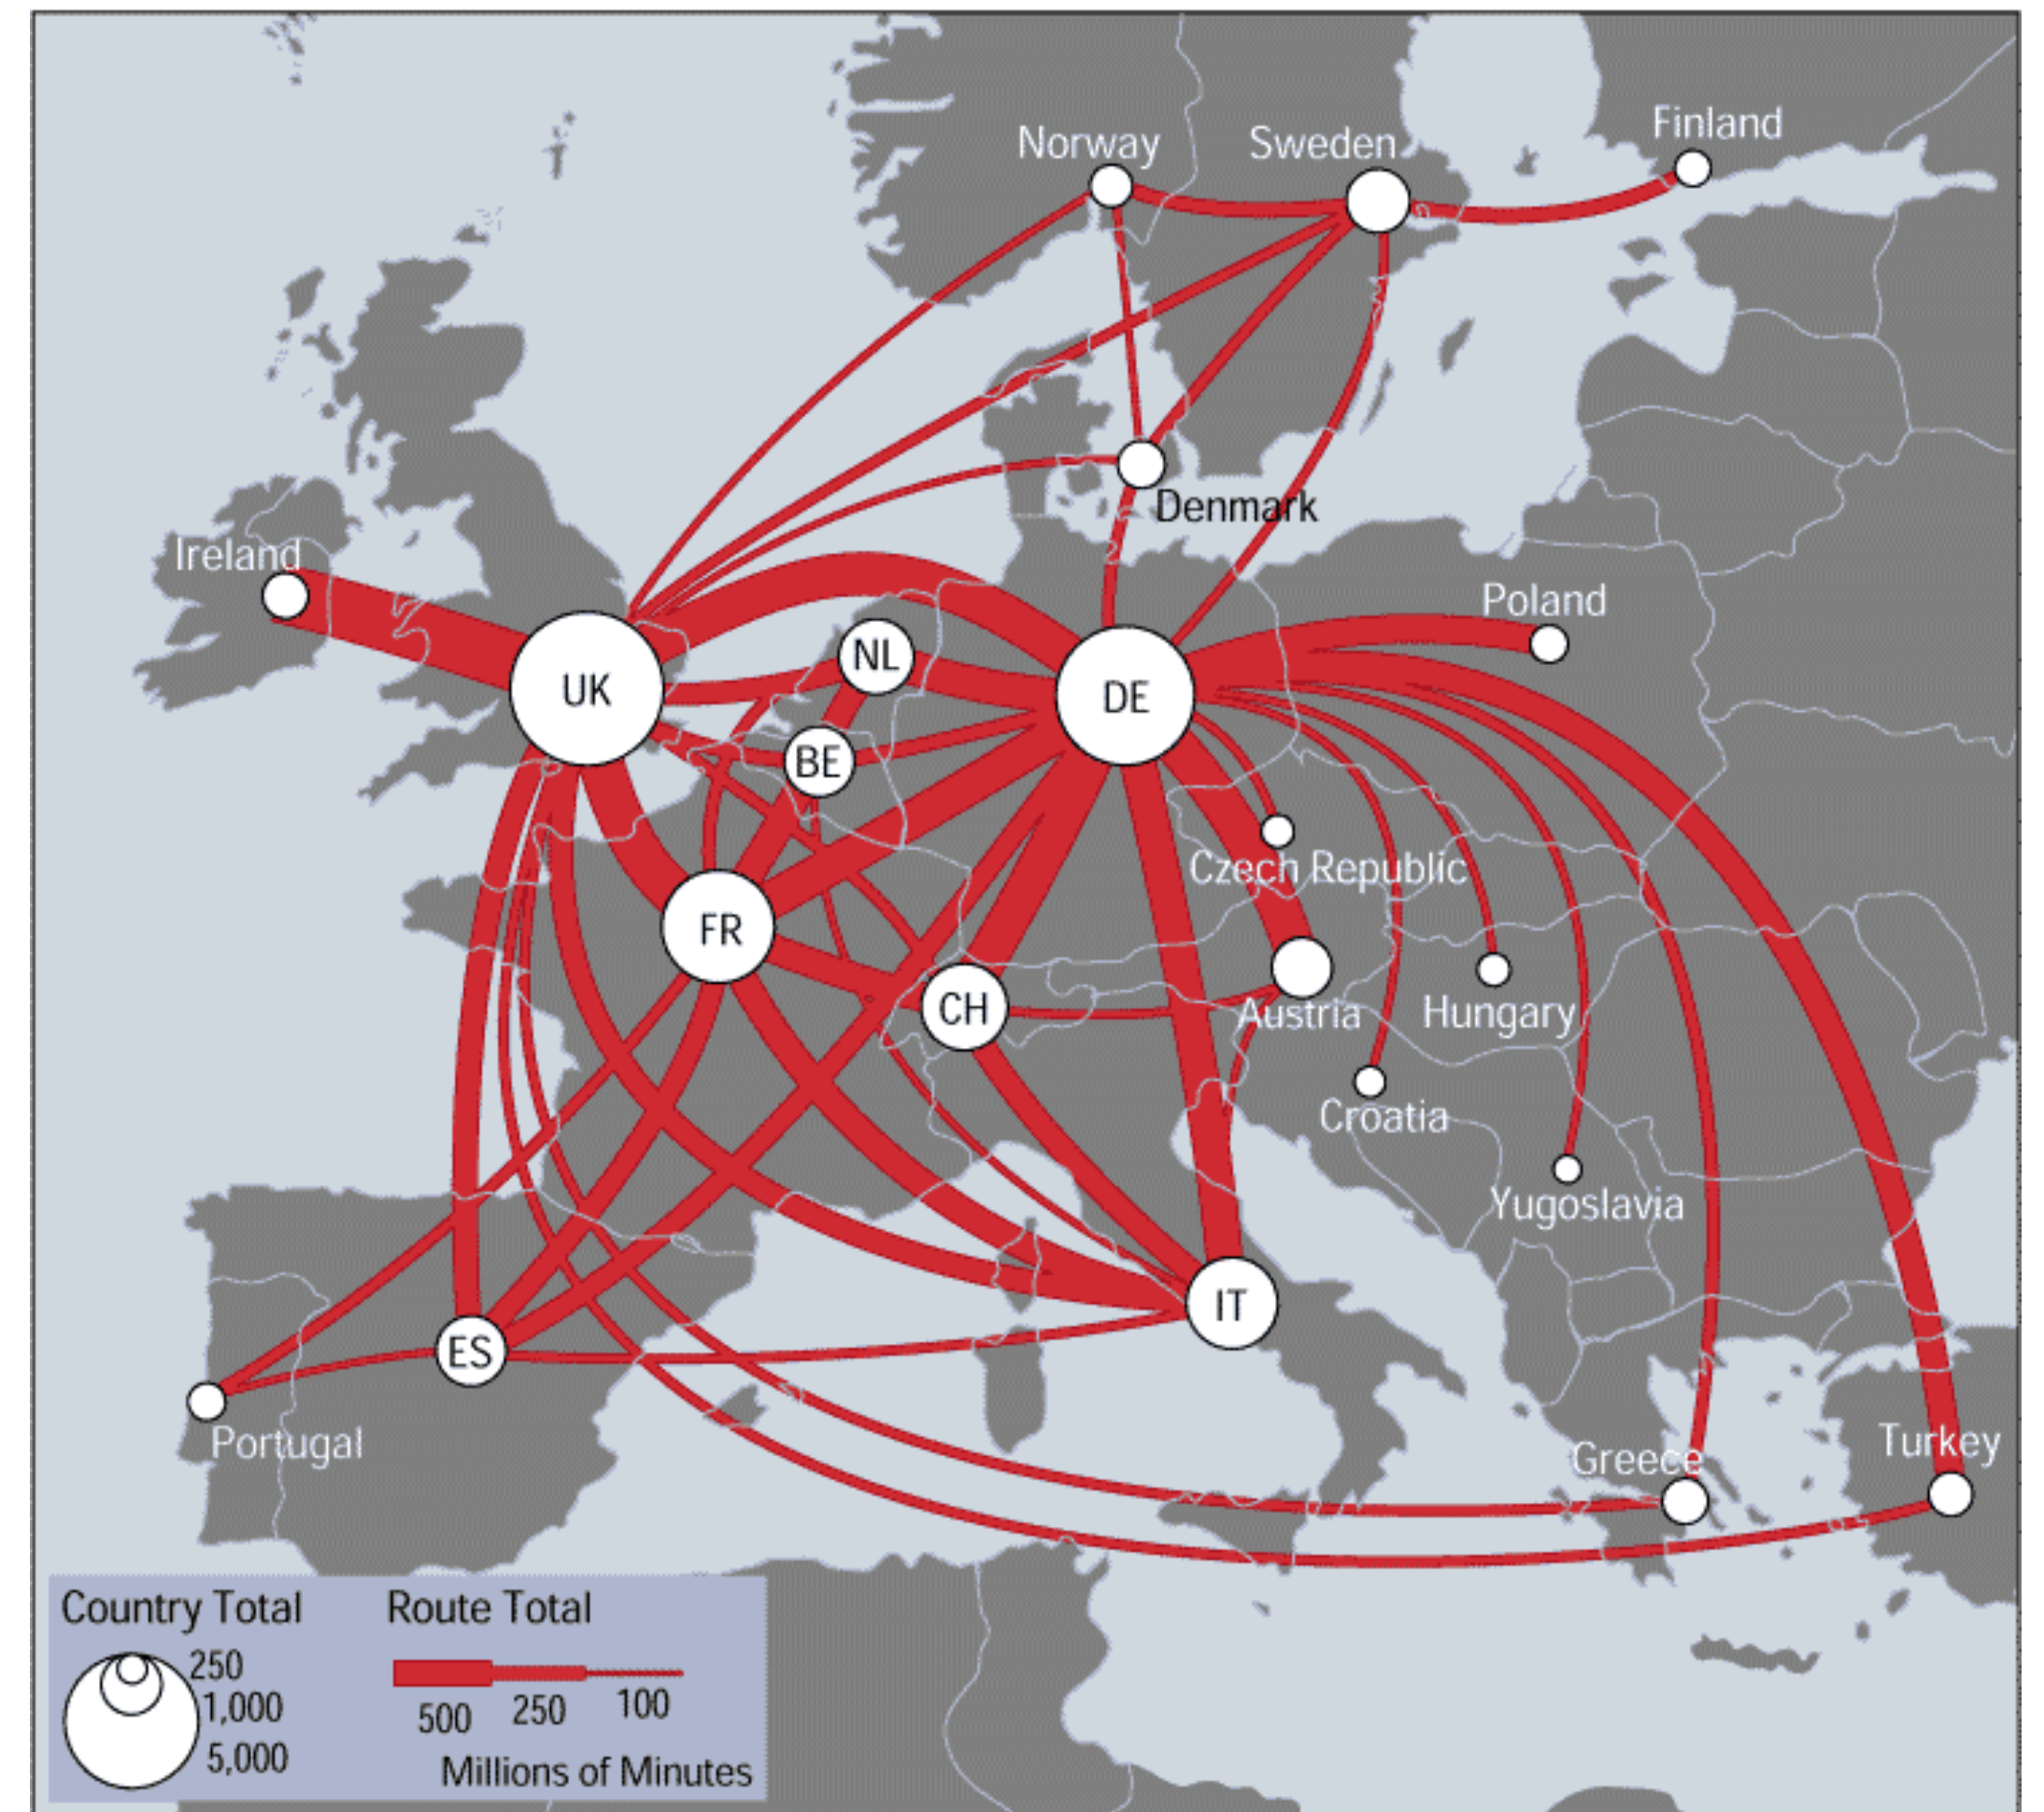 Norway
Sweden
Finland
Denmark
Ireland
Poland
UK
NL
DE
BE
Czech Republic
FR
CH
Austria
Hungary
Croatia
Yugoslavia
IT
ES
Portugal
Greece
Turkey
Country Total
250
1,000
5,000
Route Total
500 250 100
Millions of Minutes